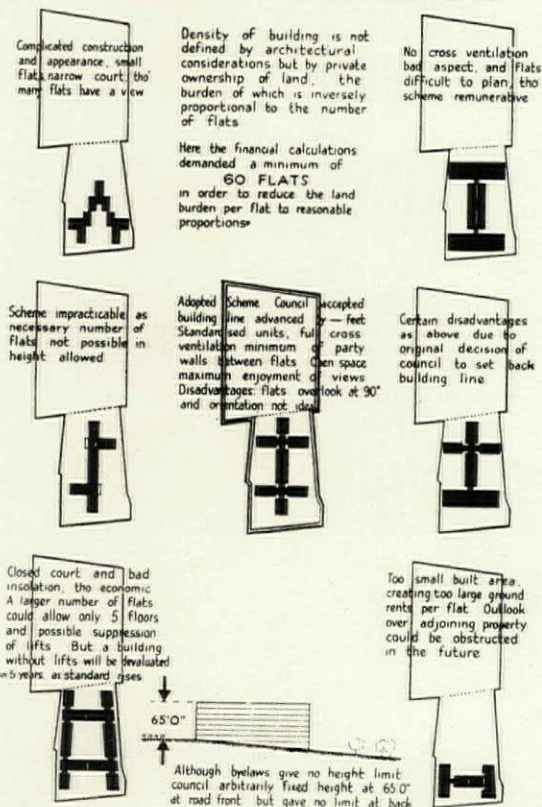 Complicated construction
and appearance, small
flats, narrow court, tho'
many flats have a view
Density of building is not
defined by architectural
considerations but by private
ownership of land, the
burden of which is inversely
proportional to the number
of flats
Here the financial calculations
demanded a minimum of
60 FLATS
in order to reduce the land
burden per flat to reasonable
proportions
No cross ventilation
bad aspect, and flats
difficult to plan, tho
scheme remunerative
Scheme impracticable as
necessary number of
flats not possible in
height allowed
Adopted Scheme Council accepted
building line advanced by — feet
Standardised units, full cross
ventilation minimum of party
walls between flats Open space
maximum enjoyment of views
Disadvantages: flats overlook at 90°
and orientation not ideal
Certain disadvantages
as above due to
original decision of
council to set back
building line
Closed court and bad
insolation, tho economic
A larger number of flats
could allow only 5 floors
and possible suppression
of lifts But a building
without lifts will be devaluated
in 5 years, as standard rises
65'0"
Although byelaws give no height limit
council arbitrarily fixed height at 65'0"
at road front but gave no limit at back
Too small built area,
creating too large ground
rents per flat Outlook
over adjoining property
could be obstructed
in the future